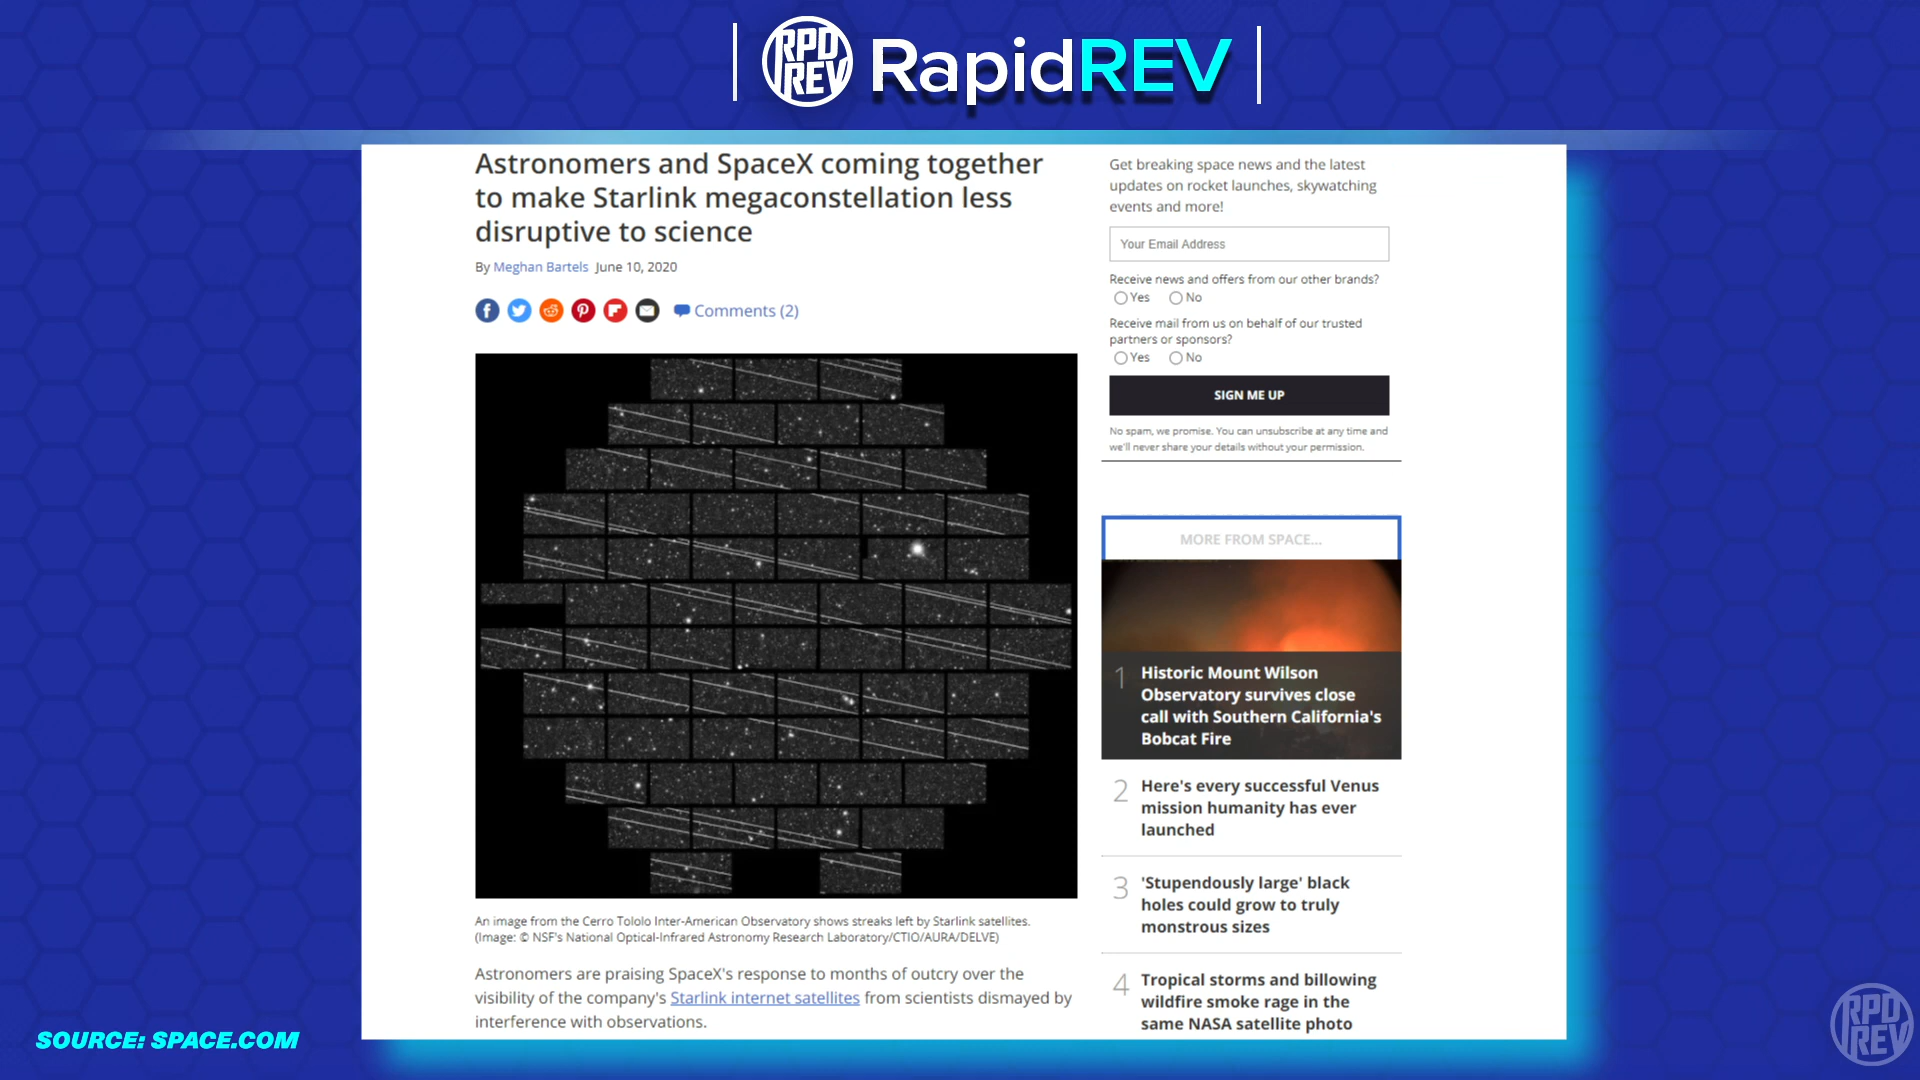 RPD
REV
RapidREV
Astronomers and SpaceX coming together
to make Starlink megaconstellation less
disruptive to science
By Meghan Bartels June 10, 2020
Comments (2)
An image from the Cerro Tololo Inter-American Observatory shows streaks left by Starlink satellites.
(Image: © NSF's National Optical-Infrared Astronomy Research Laboratory/CTIO/AURA/DELVE)
Astronomers are praising SpaceX's response to months of outcry over the
visibility of the company's Starlink internet satellites from scientists dismayed by
interference with observations.
Get breaking space news and the latest
updates on rocket launches, skywatching
events and more!
Your Email Address
Receive news and offers from our other brands?
Yes No
Receive mail from us on behalf of our trusted
partners or sponsors?
Yes No
SIGN ME UP
No spam, we promise. You can unsubscribe at any time and
we'll never share your details without your permission.
MORE FROM SPACE...
1 Historic Mount Wilson
Observatory survives close
call with Southern California's
Bobcat Fire
2 Here's every successful Venus
mission humanity has ever
launched
3 'Stupendously large' black
holes could grow to truly
monstrous sizes
4 Tropical storms and billowing
wildfire smoke rage in the
same NASA satellite photo
SOURCE: SPACE.COM
RPD
REV